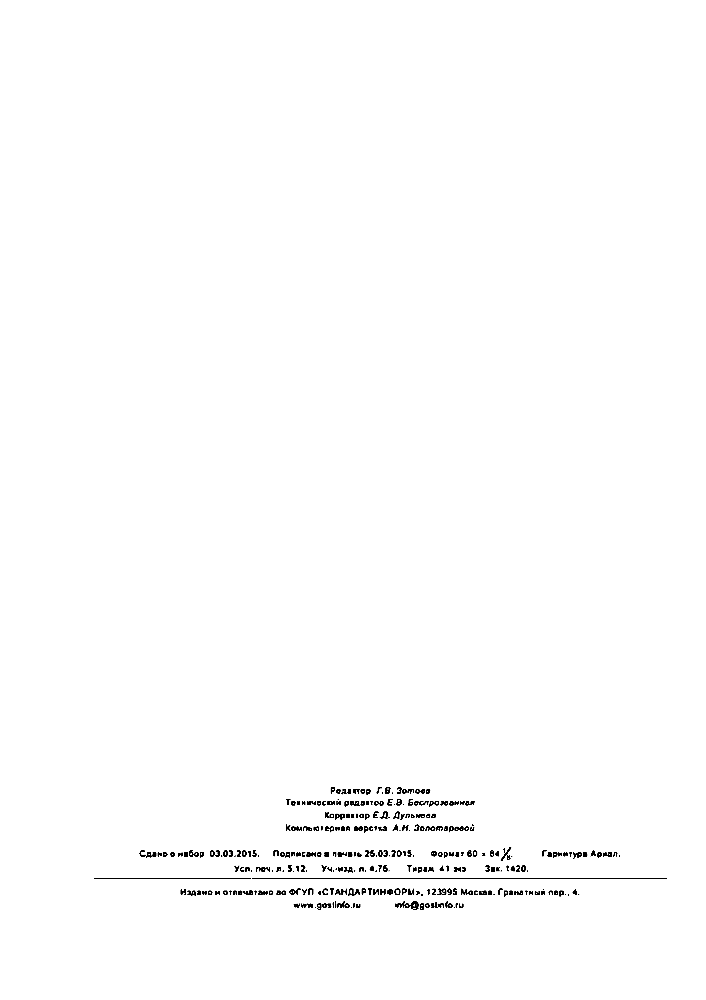 Редактор Г.В. Зотова
Технический редактор Е.В. Беспрозванная
Корректор Е.Д. Дульнева
Компьютерная верстка А.Н. Золотаревой
Сдано в набор 03.03.2015. Подписано в печать 26.03.2015. Формат 60 × 84 1/8. Гарнитура Ариал.
Усл. печ. л. 5,12. Уч.-изд. л. 4,76. Тираж 41 экз. Зак. 1420.
Издано и отпечатано во ФГУП «СТАНДАРТИНФОРМ», 123995 Москва, Гранатный пер., 4.
www.gostinfo.ru info@gostinfo.ru